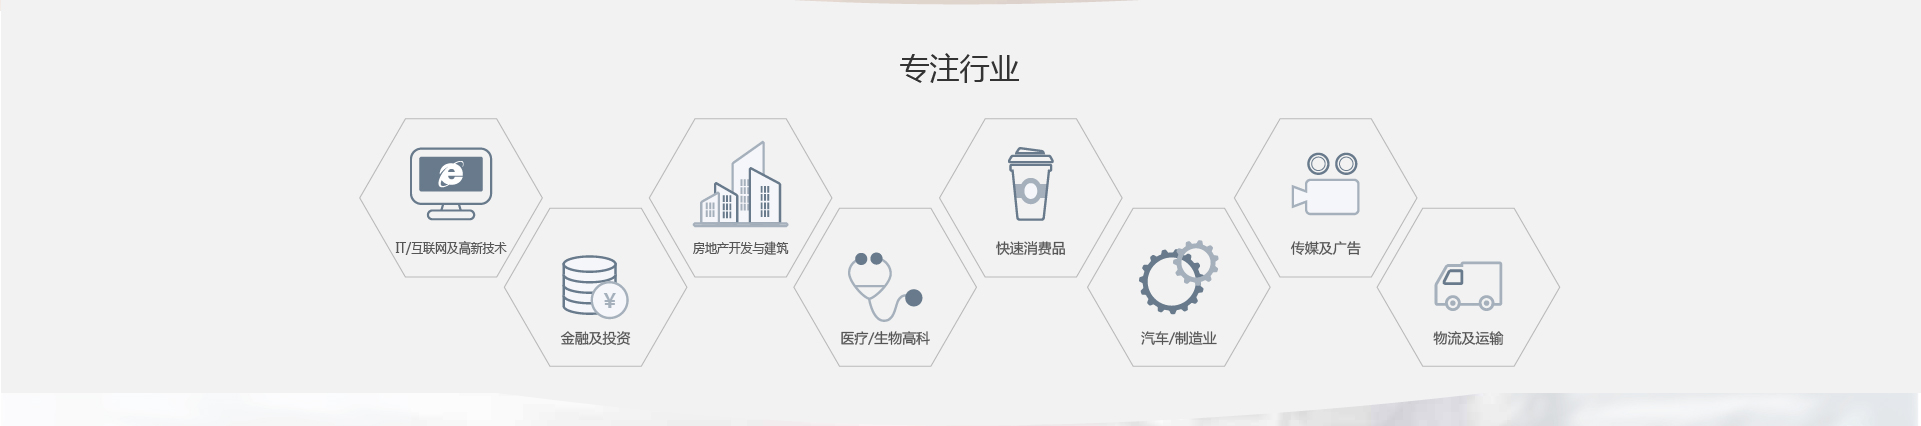 专注行业
IT/互联网及高新技术
房地产开发与建筑
快速消费品
传媒及广告
¥
金融及投资
医疗/生物高科
汽车/制造业
物流及运输